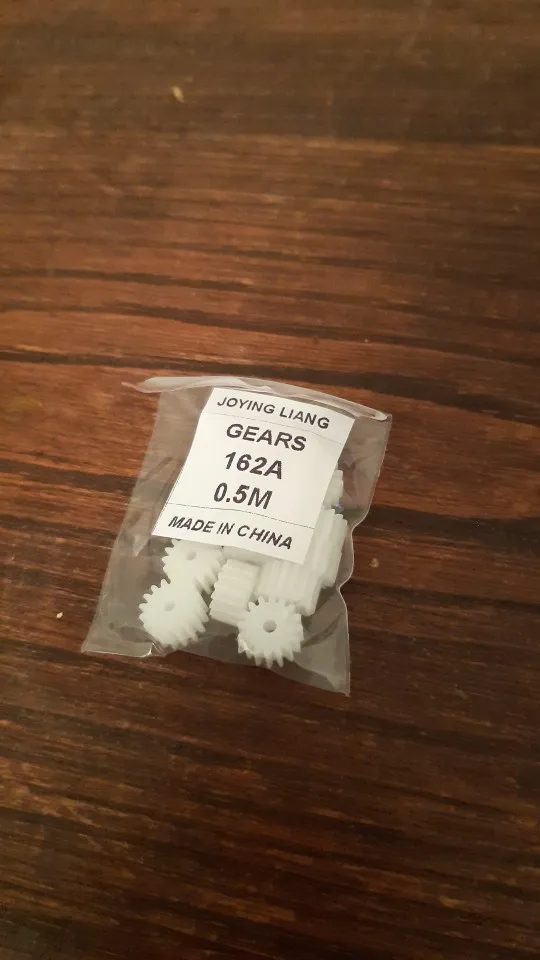 JOYING LIANG
GEARS
162A
0.5M
MADE IN CHINA